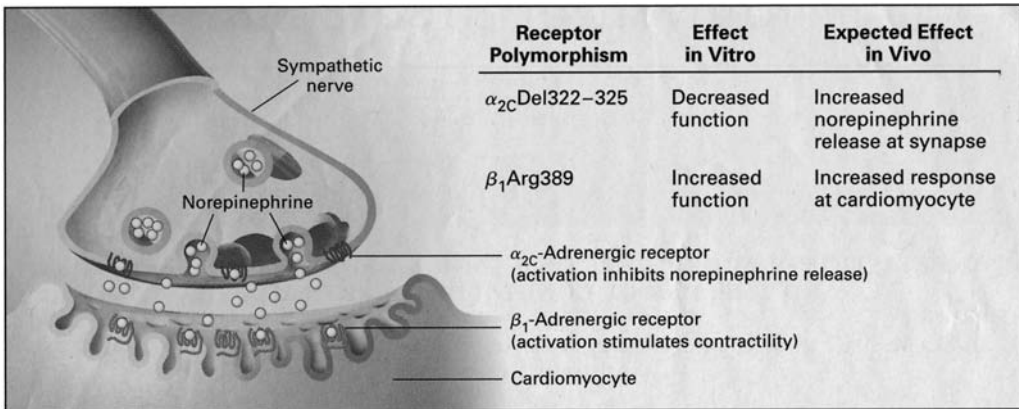 Receptor
Polymorphism
Effect
in Vitro
Expected Effect
in Vivo
α2CDel322–325
Decreased
function
Increased
norepinephrine
release at synapse
β1Arg389
Increased
function
Increased response
at cardiomyocyte
Sympathetic
nerve
Norepinephrine
α2C-Adrenergic receptor
(activation inhibits norepinephrine release)
β1-Adrenergic receptor
(activation stimulates contractility)
Cardiomyocyte